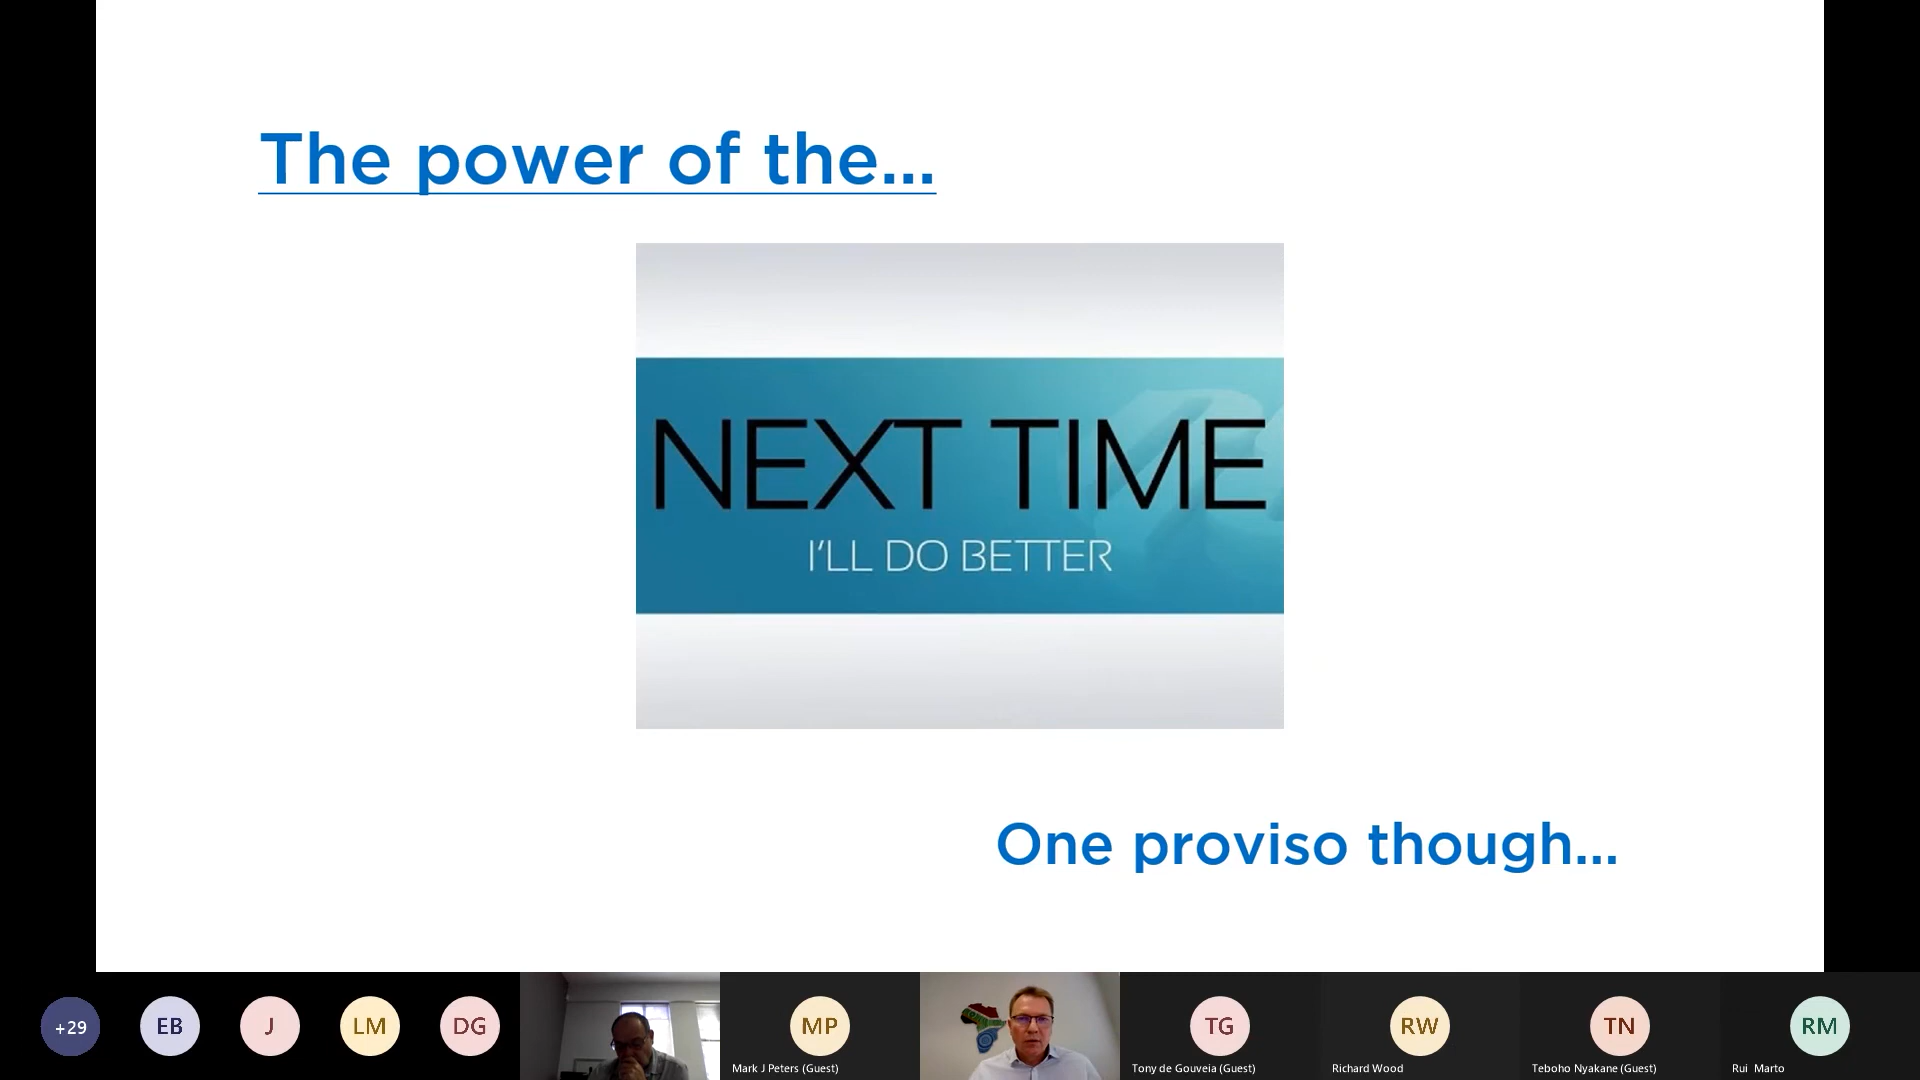 The power of the...
NEXT TIME
I'LL DO BETTER
One proviso though...
+29
EB
J
LM
DG
MP
Mark J Peters (Guest)
TG
Tony de Gouveia (Guest)
RW
Richard Wood
TN
Teboho Nyakane (Guest)
RM
Rui Marto